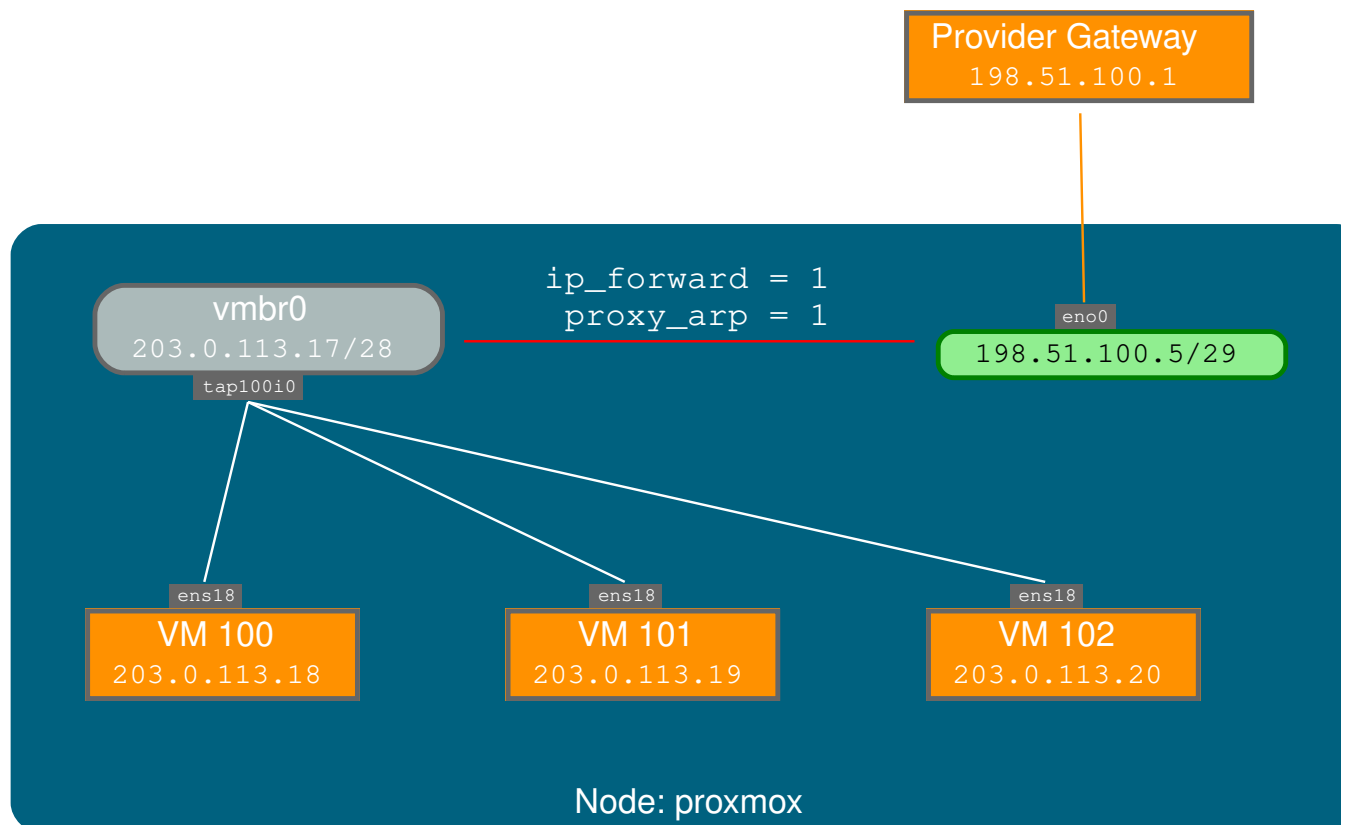 Provider Gateway
198.51.100.1
ip_forward = 1
proxy_arp = 1
vmbr0
203.0.113.17/28
tap100i0
eno0
198.51.100.5/29
ens18
VM 100
203.0.113.18
ens18
VM 101
203.0.113.19
ens18
VM 102
203.0.113.20
Node: proxmox